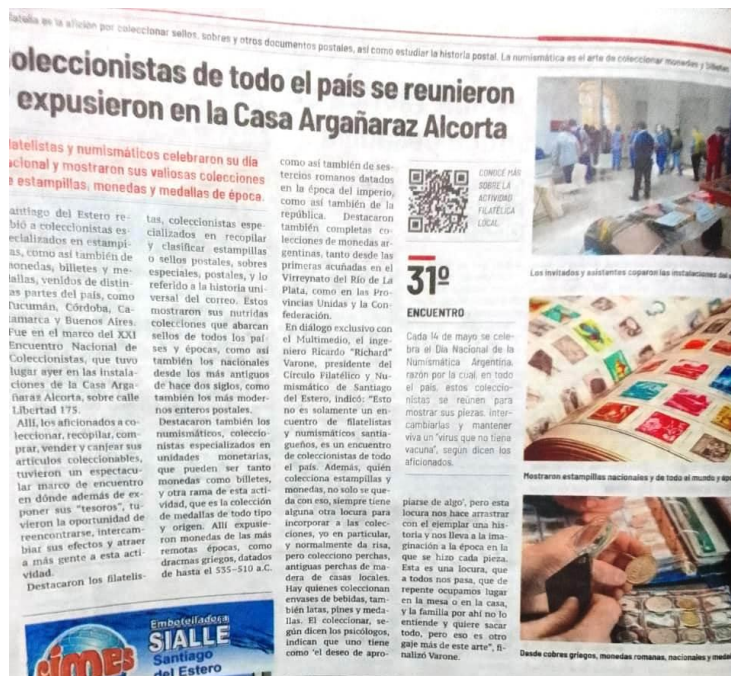 filatelia es la afición por coleccionar sellos, sobres y otros documentos postales, así como estudiar la historia postal. La numismática es el arte de coleccionar monedas y billetes
oleccionistas de todo el país se reunieron
expusieron en la Casa Argañaraz Alcorta
latelistas y numismáticos celebraron su día
acional y mostraron sus valiosas colecciones
e estampillas, monedas y medallas de época.
antiago del Estero re-
bió a coleccionistas es-
ecializados en estampi-
as, como así también de
monedas, billetes y me-
allas, venidos de distin-
as partes del país, como
Tucumán, Córdoba, Ca-
amarca y Buenos Aires.
Fue en el marco del XXI
Encuentro Nacional de
Coleccionistas, que tuvo
lugar ayer en las instala-
ciones de la Casa Arga-
ñaraz Alcorta, sobre calle
Libertad 175.
Allí, los aficionados a co-
leccionar, recopilar, com-
prar, vender y canjear sus
artículos coleccionables,
tuvieron un espectacu-
lar marco de encuentro
en dónde además de ex-
poner sus "tesoros", tu-
vieron la oportunidad de
reencontrarse, intercam-
biar sus efectos y atraer
a más gente a esta acti-
vidad.
Destacaron los filatelis-
tas, coleccionistas espe-
cializados en recopilar
y clasificar estampillas
o sellos postales, sobres
especiales, postales, y lo
referido a la historia uni-
versal del correo. Estos
mostraron sus nutridas
colecciones que abarcan
sellos de todo los paí-
ses y épocas, como así
también los nacionales
desde los más antiguos
de hace dos siglos, como
también los más moder-
nos enteros postales.
Destacaron también los
numismáticos, coleccio-
nistas especializados en
unidades monetarias,
que pueden ser tanto
monedas como billetes,
y otra rama de esta acti-
vidad, que es la colección
de medallas de todo tipo
y origen. Allí expusie-
ron monedas de las más
remotas épocas, como
dracmas griegos, datados
de hasta el 535-510 a.C.
como así también de ses-
tercios romanos datados
en la época del imperio,
como así también de la
república. Destacaron
también completas co-
lecciones de monedas ar-
gentinas, tanto desde las
primeras acuñadas en el
Virreynato del Río de La
Plata, como en las Pro-
vincias Unidas y la Con-
federación.
En diálogo exclusivo con
el Multimedio, el inge-
niero Ricardo "Richard"
Varone, presidente del
Círculo Filatélico y Nu-
mismático de Santiago
del Estero, indicó: "Esto
no es solamente un en-
cuentro de filatelistas
y numismáticos santia-
gueños, es un encuentro
de coleccionistas de todo
el país. Además, quién
colecciona estampillas y
monedas, no solo se que-
da con eso, siempre tiene
alguna otra locura para
incorporar a las colec-
ciones, yo en particular,
y normalmente da risa,
pero colecciono perchas,
antiguas perchas de ma-
dera de casas locales.
Hay quienes coleccionan
envases de bebidas, tam-
bién latas, pines y meda-
llas. El coleccionar, se-
gún dicen los psicólogos,
indican que uno tiene
como 'el deseo de apro-
piarse de algo', pero esta
locura nos hace arrastrar
con el ejemplar una his-
toria y nos lleva a la ima-
ginación a la época en la
que se hizo cada pieza.
Esta es una locura, que
a todos nos pasa, que de
repente ocupamos lugar
en la mesa o en la casa,
y la familia por ahí no lo
entiende y quiere sacar
todo, pero eso es otro
gaje más de este arte", fi-
nalizó Varone.
CONOCÉ MÁS
SOBRE LA
ACTIVIDAD
FILATÉLICA
LOCAL
31º
ENCUENTRO
Cada 14 de mayo se cele-
bra el Día Nacional de la
Numismática Argentina,
razón por la cual, en todo
el país, estos coleccio-
nistas se reúnen para
mostrar sus piezas, inter-
cambiarlas y mantener
viva un "virus que no tiene
vacuna", según dicen los
aficionados.
Los invitados y asistentes coparon las instalaciones del
Mostraron estampillas nacionales y de todo el mundo y
Desde cobres griegos, monedas romanas, nacionales y
cimes
Embotelladora
SIALLE
Santiago
del Estero